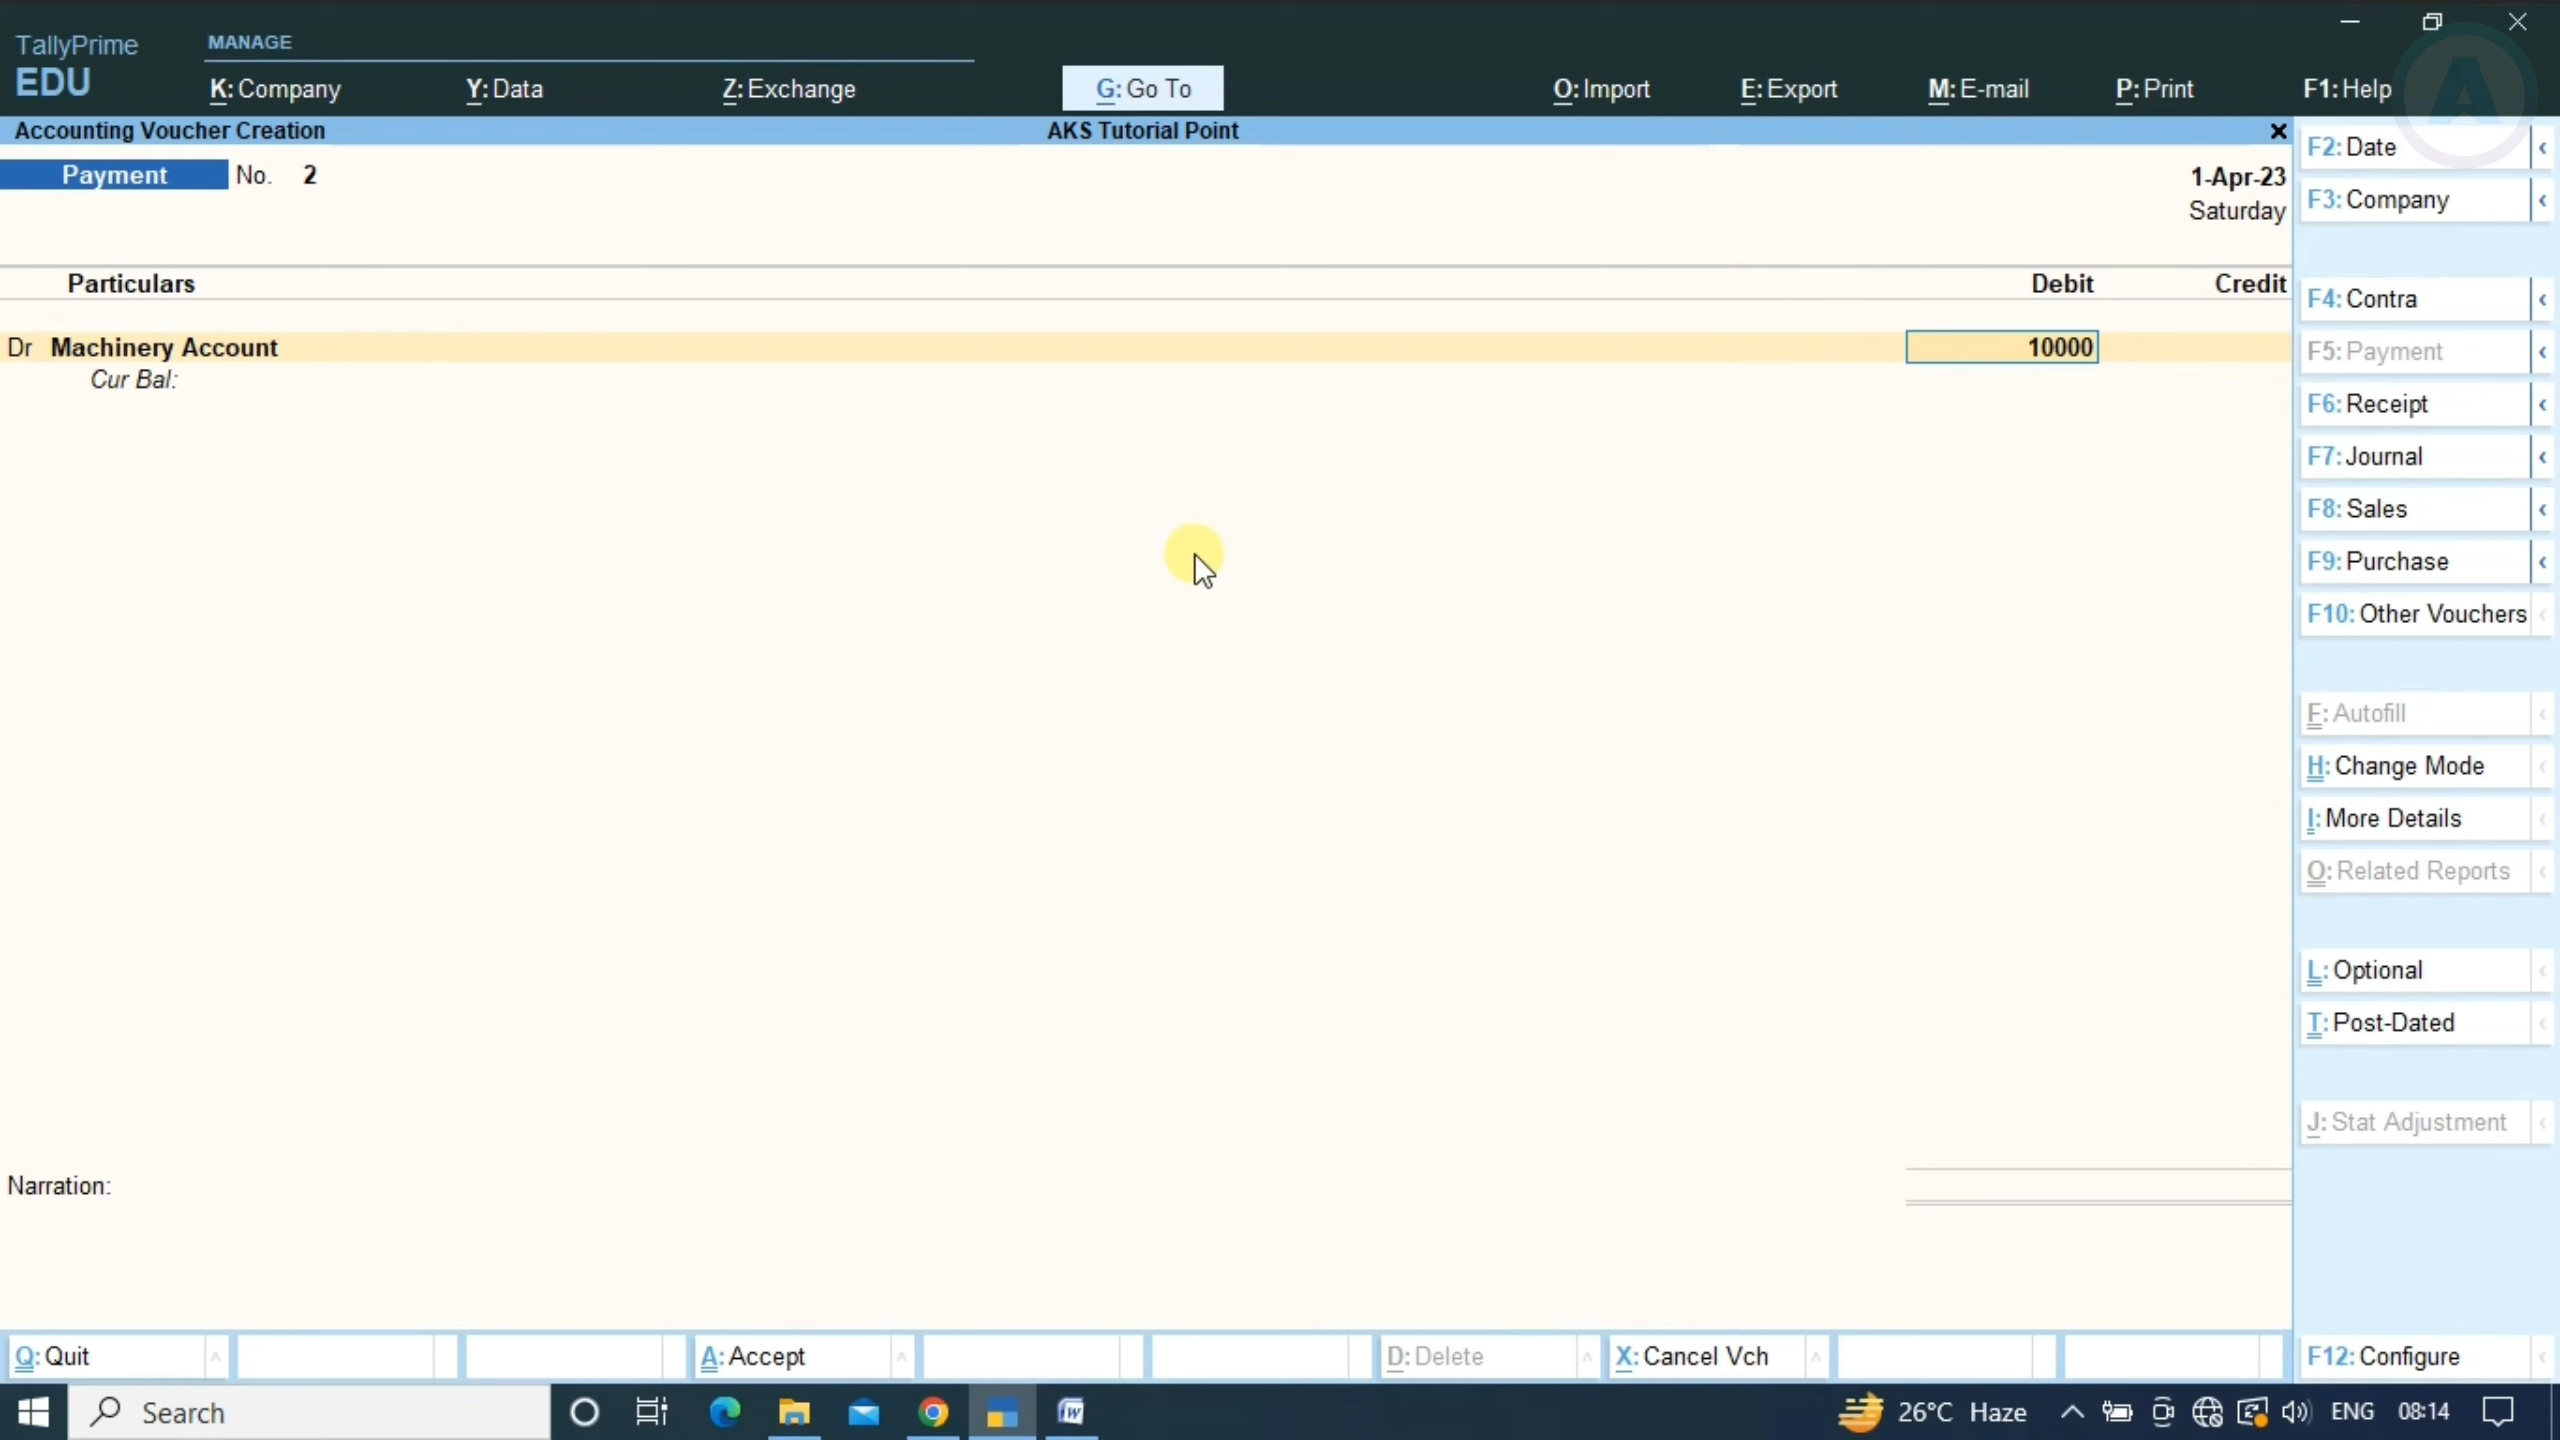 TallyPrime
EDU
MANAGE
K: Company
Y: Data
Z: Exchange
G: Go To
O: Import
E: Export
M: E-mail
P: Print
F1: Help
Accounting Voucher Creation
AKS Tutorial Point
Payment No. 2
1-Apr-23
Saturday
Particulars
Debit
Credit
Dr Machinery Account
10000
Cur Bal:
Narration:
F2: Date
F3: Company
F4: Contra
F5: Payment
F6: Receipt
F7: Journal
F8: Sales
F9: Purchase
F10: Other Vouchers
F: Autofill
H: Change Mode
I: More Details
O: Related Reports
L: Optional
T: Post-Dated
J: Stat Adjustment
F12: Configure
Q: Quit
A: Accept
D: Delete
X: Cancel Vch
Search
26°C Haze
ENG
08:14